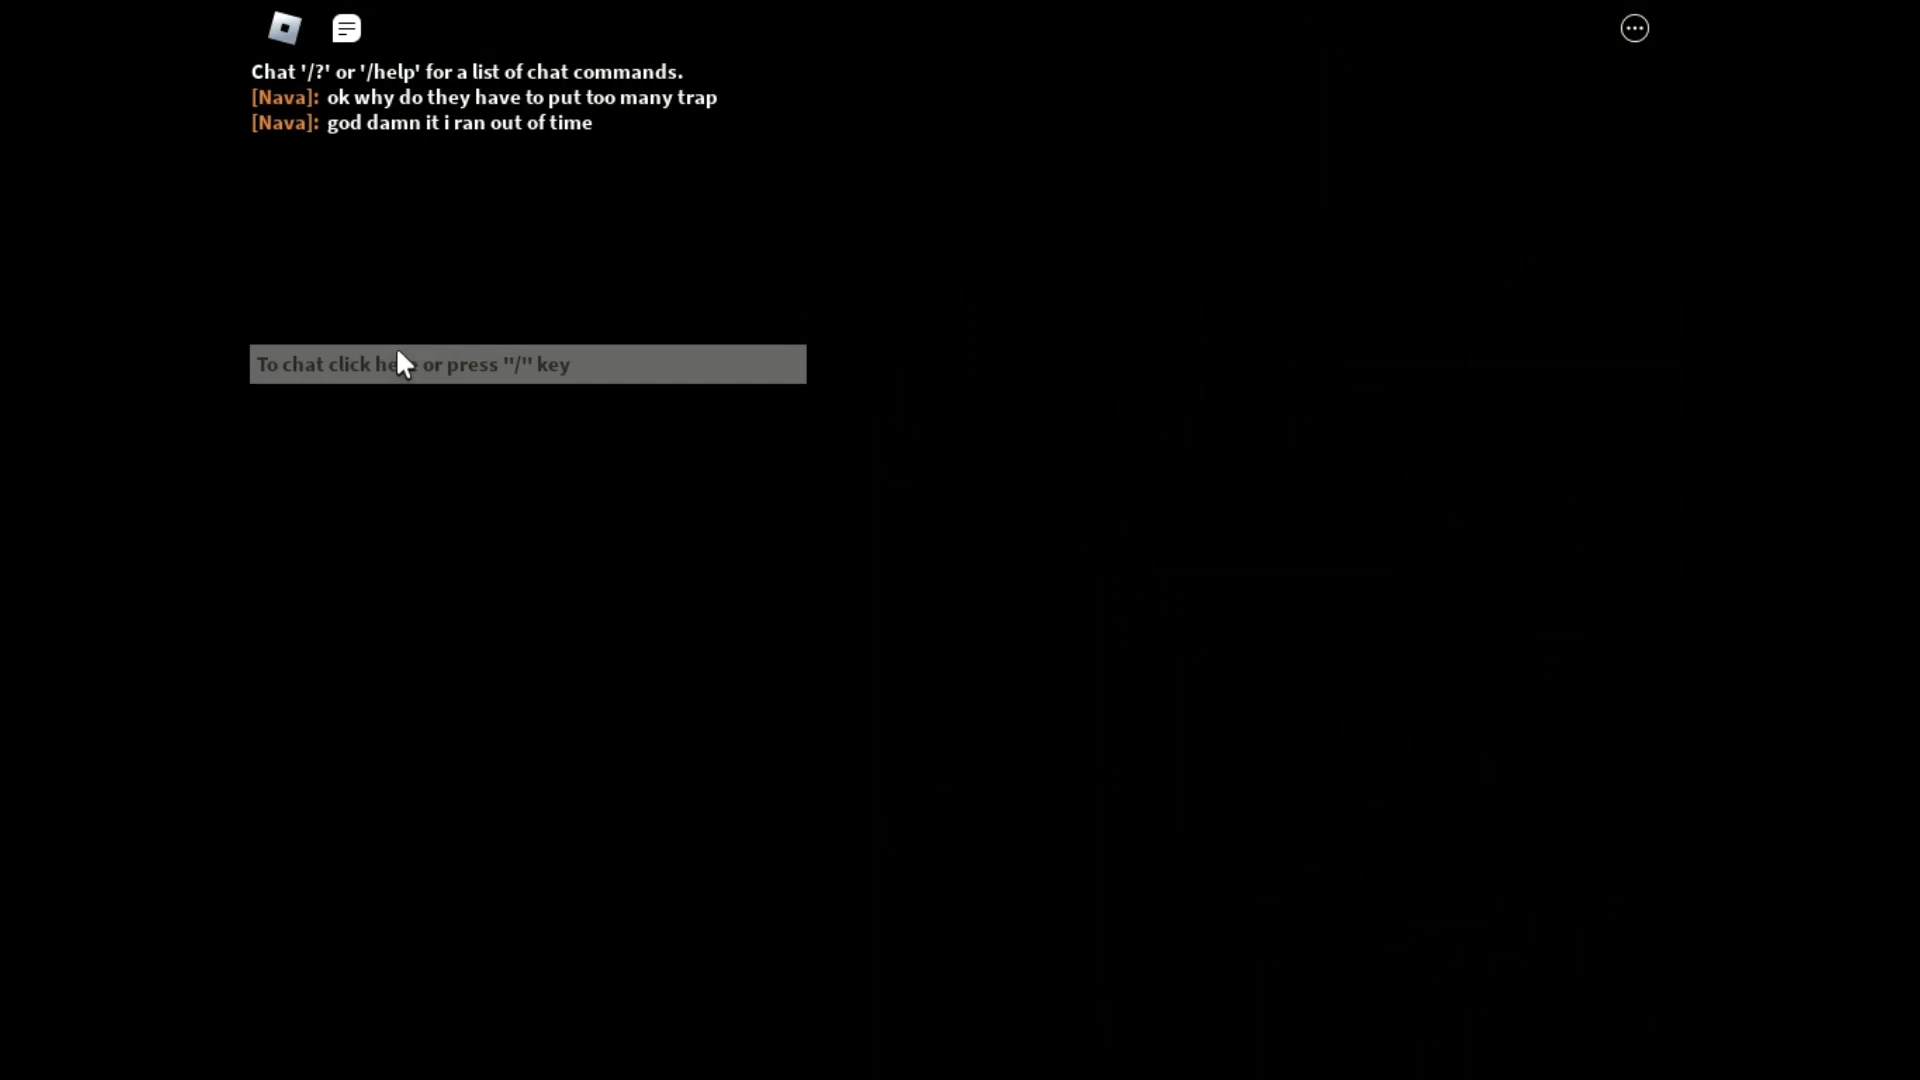 Chat '/?' or '/help' for a list of chat commands.
[Nava]: ok why do they have to put too many trap
[Nava]: god damn it i ran out of time
To chat click here or press "/" key